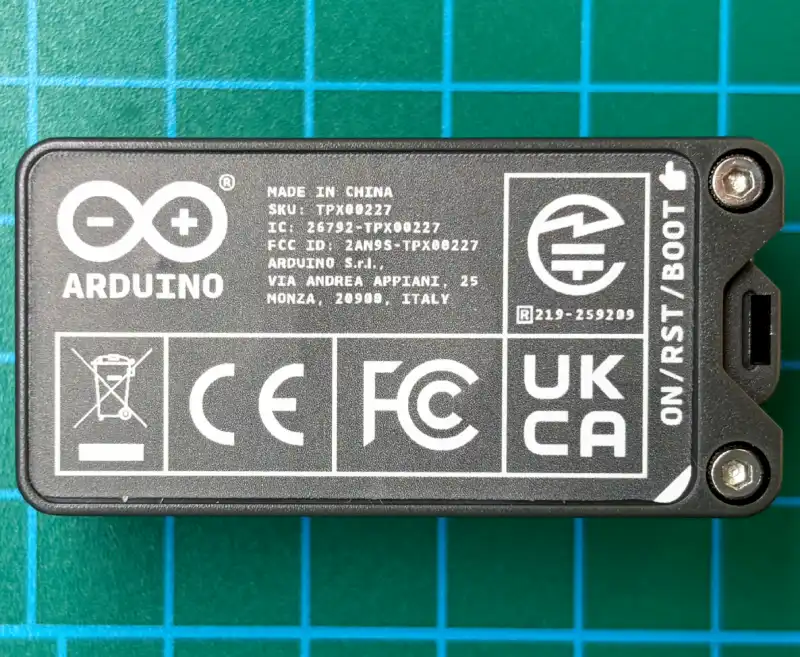 ARDUINO
®
MADE IN CHINA
SKU: TPX00227
IC: 26792-TPX00227
FCC ID: 2AN9S-TPX00227
ARDUINO S.r.l.,
VIA ANDREA APPIANI, 25
MONZA, 20900, ITALY
R 219-259209
CE
FC
UK
CA
ON/RST/BOOT